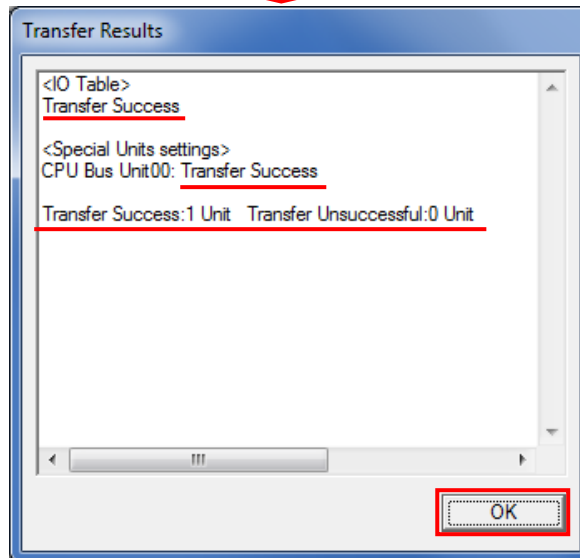 Transfer Results
<IO Table>
Transfer Success
<Special Units settings>
CPU Bus Unit00: Transfer Success
Transfer Success:1 Unit   Transfer Unsuccessful:0 Unit
OK